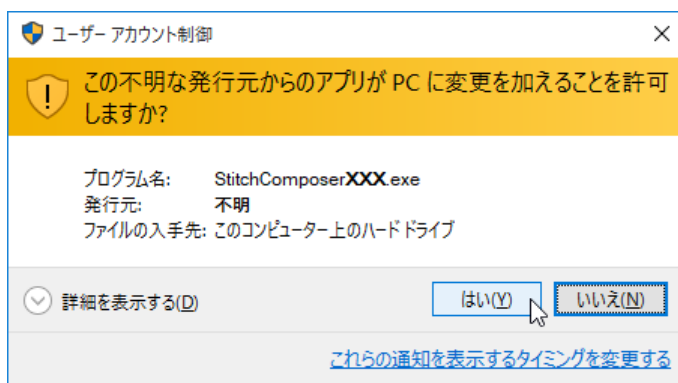 ユーザー アカウント制御
この不明な発行元からのアプリが PC に変更を加えることを許可
しますか?
プログラム名: StitchComposerXXX.exe
発行元: 不明
ファイルの入手先: このコンピューター上のハード ドライブ
詳細を表示する(D) はい(Y) いいえ(N)
これらの通知を表示するタイミングを変更する